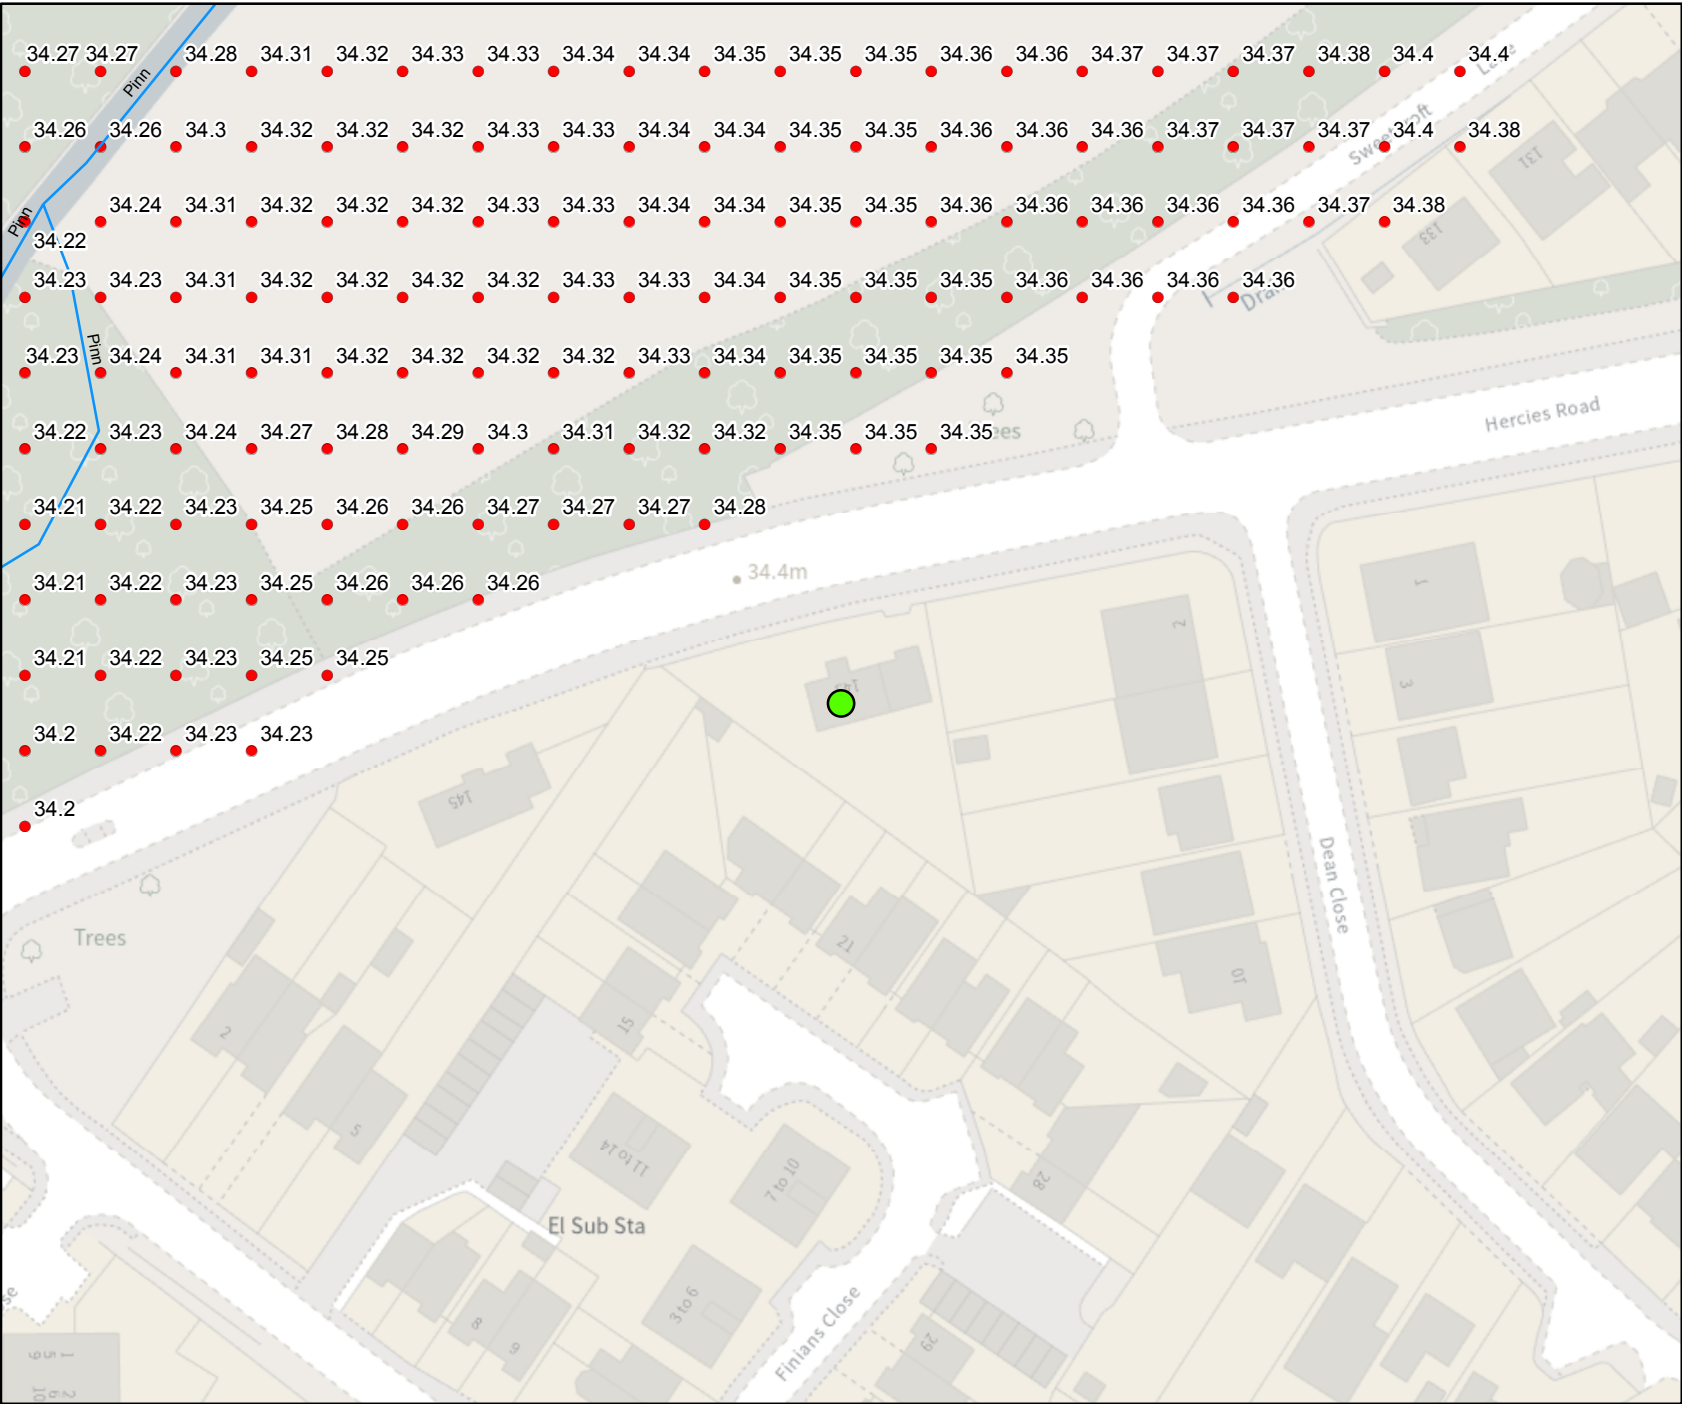 34.27 34.27 34.28 34.31 34.32 34.33 34.33 34.34 34.34 34.35 34.35 34.35 34.36 34.36 34.37 34.37 34.37 34.38 34.4 34.4
Pinn
34.26 34.26 34.3 34.32 34.32 34.32 34.33 34.33 34.34 34.34 34.35 34.35 34.36 34.36 34.36 34.37 34.37 34.37 34.4 34.38
Sweetcroft Lane
131
34.24 34.31 34.32 34.32 34.32 34.33 34.33 34.34 34.34 34.35 34.35 34.36 34.36 34.36 34.36 34.36 34.37 34.38
Pinn
34.22
133
34.23 34.23 34.31 34.32 34.32 34.32 34.32 34.33 34.33 34.34 34.35 34.35 34.35 34.36 34.36 34.36 34.36
Drain
Pinn
34.23 34.24 34.31 34.31 34.32 34.32 34.32 34.32 34.33 34.34 34.35 34.35 34.35 34.35
Hercies Road
34.22 34.23 34.24 34.27 34.28 34.29 34.3 34.31 34.32 34.32 34.35 34.35 34.35
34.21 34.22 34.23 34.25 34.26 34.26 34.27 34.27 34.27 34.28
34.4m
34.21 34.22 34.23 34.25 34.26 34.26 34.26
1
2
34.21 34.22 34.23 34.25 34.25
3
34.2 34.22 34.23 34.23
145
34.2
Dean Close
Trees
21
10
15
2
5
11 to 14
7 to 10
28
El Sub Sta
3 to 6
8
9
Finians Close
29